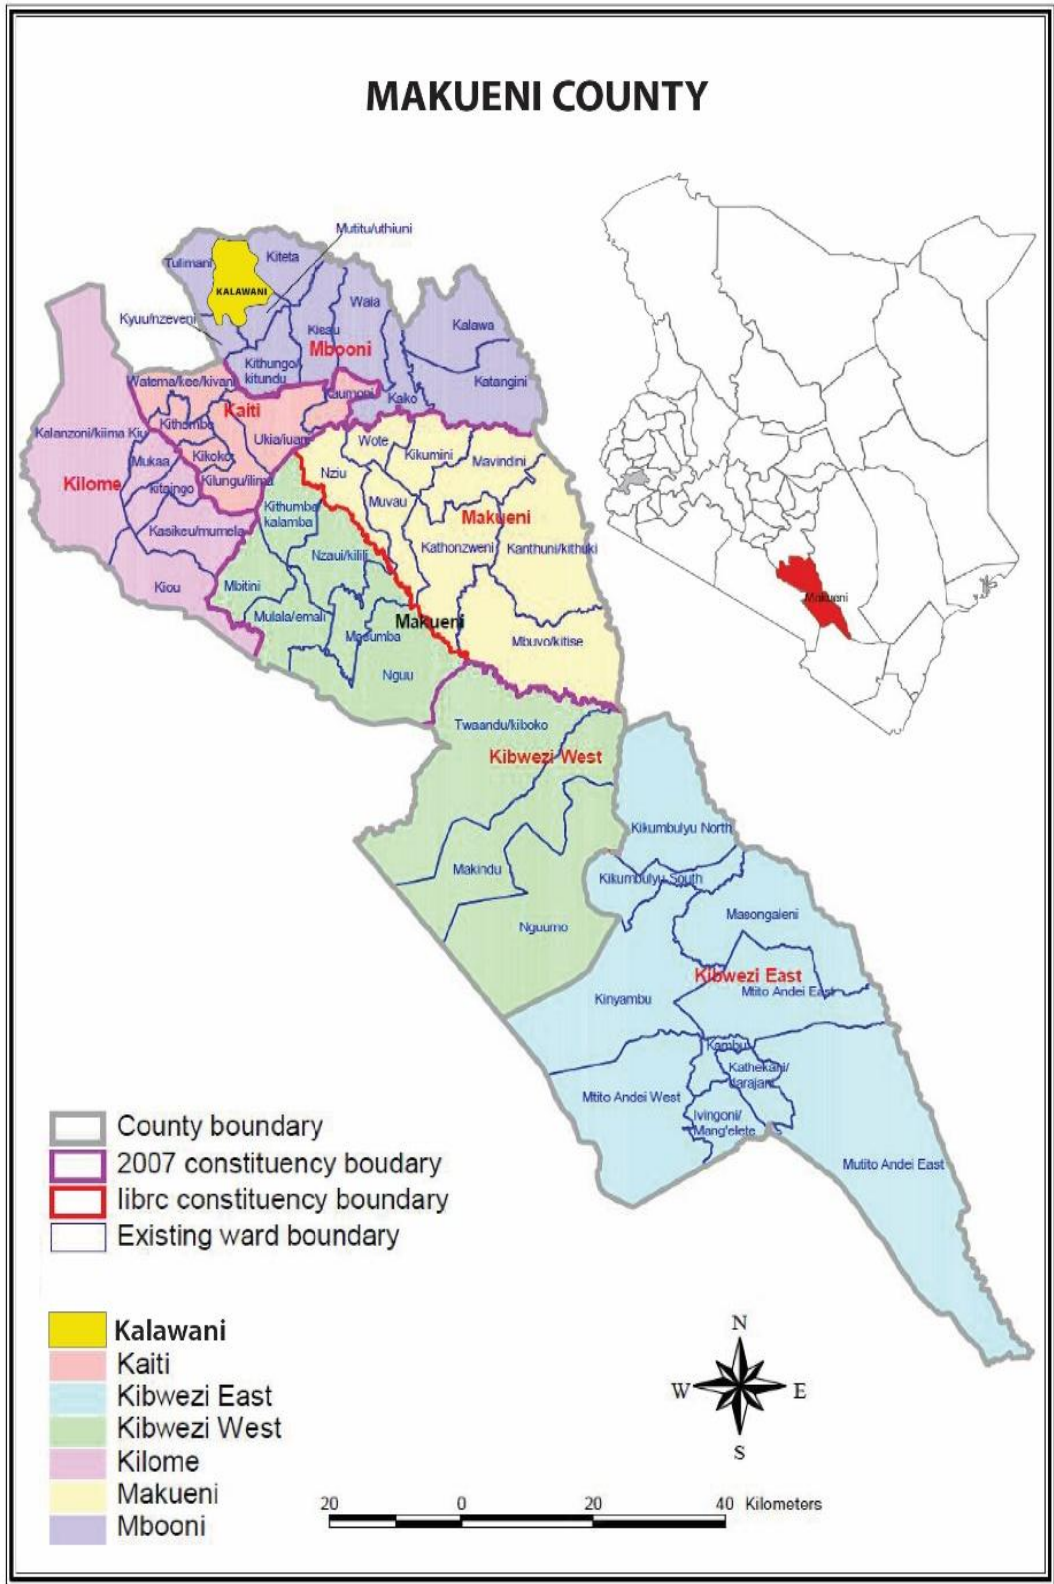 MAKUENI COUNTY
Mutitu/uthiuni
Tulimani
Kiteta
KALAWANI
Waia
Kyuu/nzeveni
Kisau
Kalawa
Mbooni
Kithungo/
kitundu
Katangini
Watema/kee/kivani
Kaumoni
Kako
Kaiti
Kithembe
Kalanzoni/kiima Kiu
Ukia/iuani
Wote
Kikumini
Mavindini
Mukaa
Kikoko
Nziu
Kilome
kitaingo
Kilungu/ilima
Muvau
Makueni
Kithumba
kalamba
Kasikeu/mumela
Kathonzweni
Kanthuni/kithuki
Nzaui/kilili
Kiou
Mbitini
Mulala/emali
Makueni
Masumba
Mbuvo/kitise
Nguu
Makueni
Twaandu/kiboko
Kibwezi West
Kikumbulyu North
Makindu
Kikumbulyu South
Masongaleni
Nguumo
Kibwezi East
Mtito Andei East
Kinyambu
Kambu
Kathekani/
darajani
Mtito Andei West
Ivingoni/
Mang'elete
Mutito Andei East
County boundary
2007 constituency boudary
Iibrc constituency boundary
Existing ward boundary
Kalawani
Kaiti
Kibwezi East
Kibwezi West
Kilome
Makueni
Mbooni
N
W
E
S
20 0 20 40 Kilometers